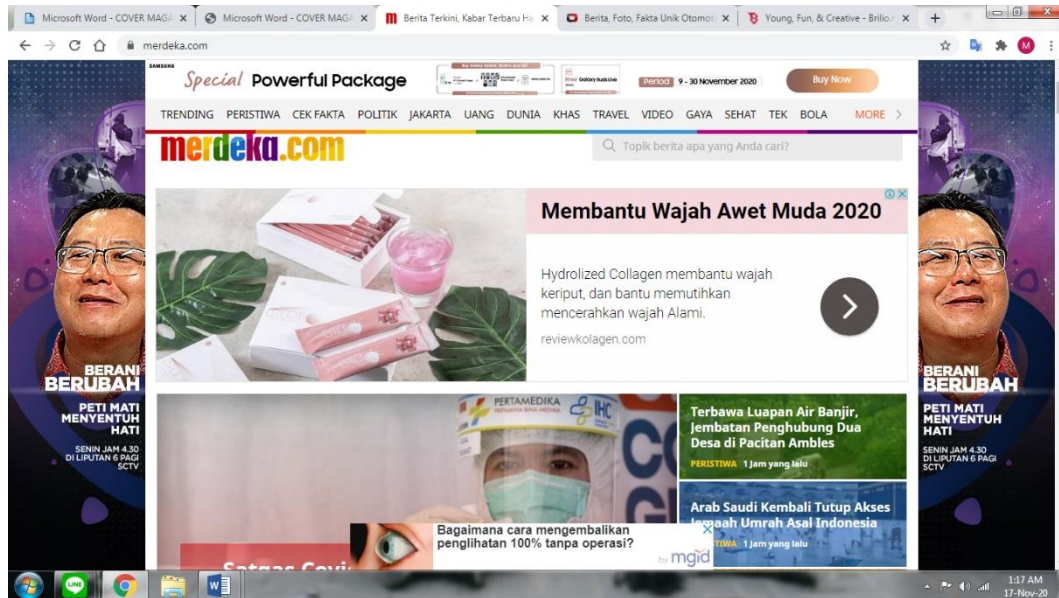 Microsoft Word - COVER MAGA
Microsoft Word - COVER MAGA
Berita Terkini, Kabar Terbaru Ha
Berita, Foto, Fakta Unik Otomoti
Young, Fun, & Creative - Brilio.n
merdeka.com
M
SAMSUNG
Special Powerful Package
Period 9 - 30 November 2020
Buy Now
TRENDING PERISTIWA CEK FAKTA POLITIK JAKARTA UANG DUNIA KHAS TRAVEL VIDEO GAYA SEHAT TEK BOLA MORE >
merdeka.com
Topik berita apa yang Anda cari?
Membantu Wajah Awet Muda 2020
Hydrolized Collagen membantu wajah
keriput, dan bantu memutihkan
mencerahkan wajah Alami.
reviewkolagen.com
BERANI
BERUBAH
PETI MATI
MENYENTUH
HATI
SENIN JAM 4.30
DI LIPUTAN 6 PAGI
SCTV
BERANI
BERUBAH
PETI MATI
MENYENTUH
HATI
SENIN JAM 4.30
DI LIPUTAN 6 PAGI
SCTV
PERTAMEDIKA
IHC
Terbawa Luapan Air Banjir,
Jembatan Penghubung Dua
Desa di Pacitan Ambles
PERISTIWA 1 Jam yang lalu
Arab Saudi Kembali Tutup Akses
Jemaah Umrah Asal Indonesia
1 Jam yang lalu
Bagaimana cara mengembalikan
penglihatan 100% tanpa operasi?
by mgid
Satgas Covi
LINE
W
1:17 AM
17-Nov-20